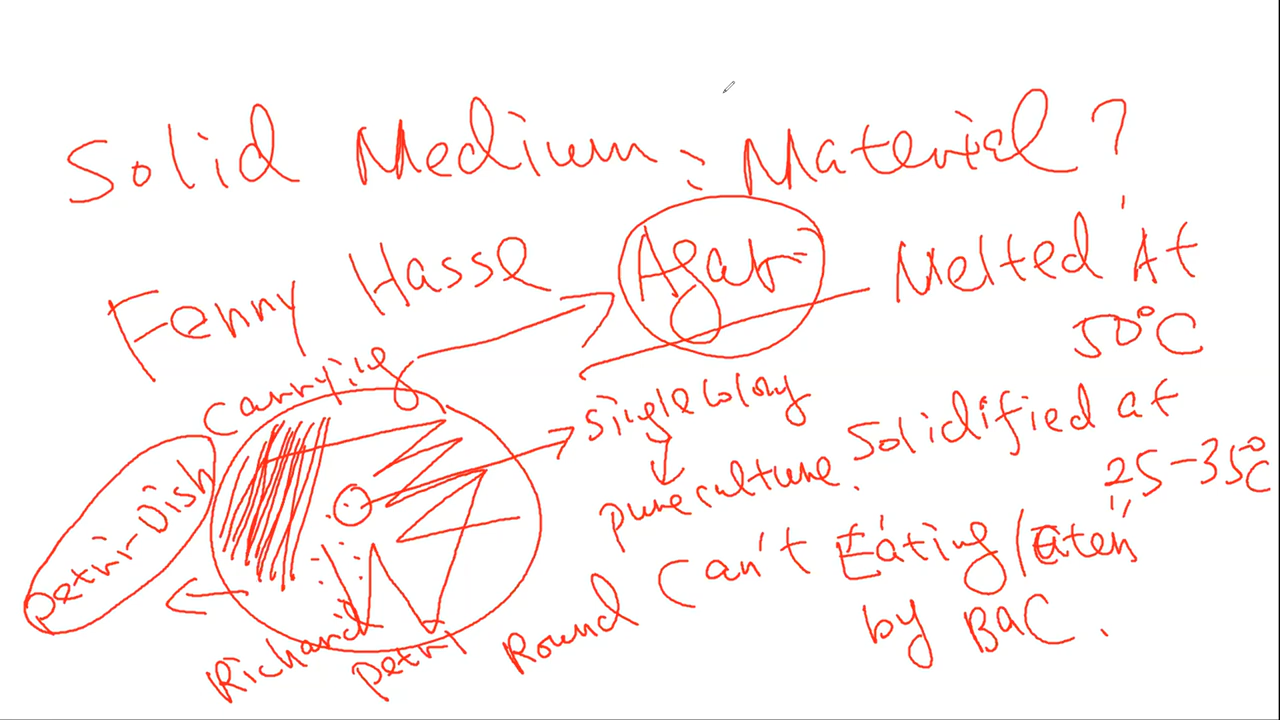 Solid Medium: Material?
Fenny Hasse
Agar
Melted At
50°C
Carrying
single colony
pure culture.
Solidified at
25-35°C
Petri-Dish
Can't Eating/Eaten
by BAC.
Richard
Petri
Round